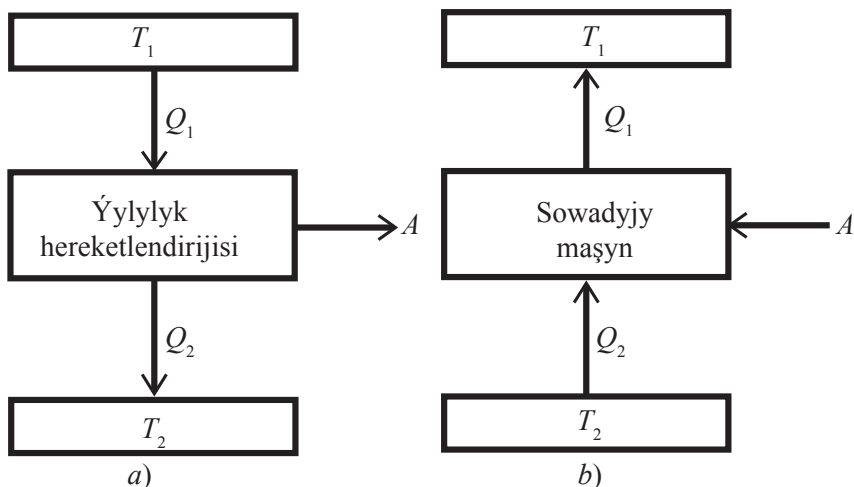 T₁
Q₁
Ýylylyk
hereketlendirijisi
A
Q₂
T₂
a)
T₁
Q₁
Sowadyjy
maşyn
A
Q₂
T₂
b)